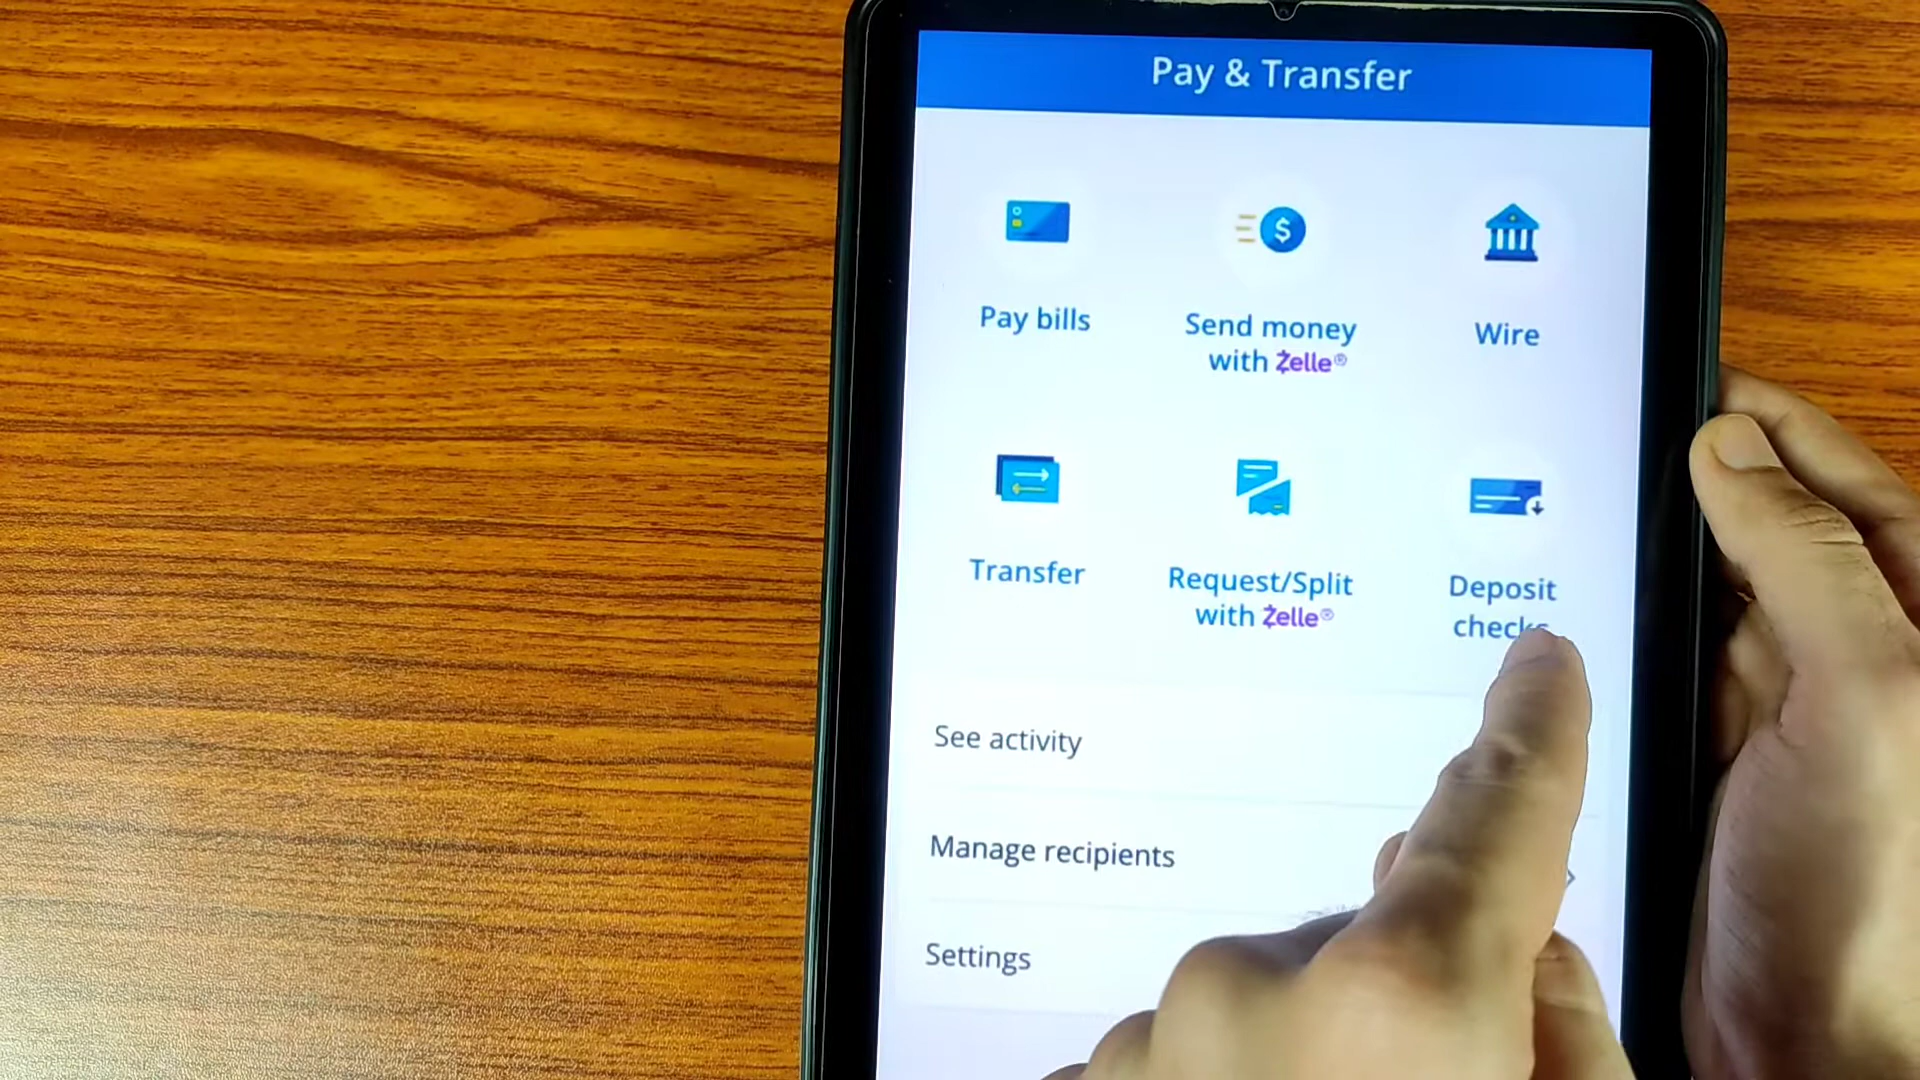 Pay & Transfer
Pay bills
Send money
with Zelle®
Wire
Transfer
Request/Split
with Zelle®
Deposit
checks
See activity
Manage recipients
Settings